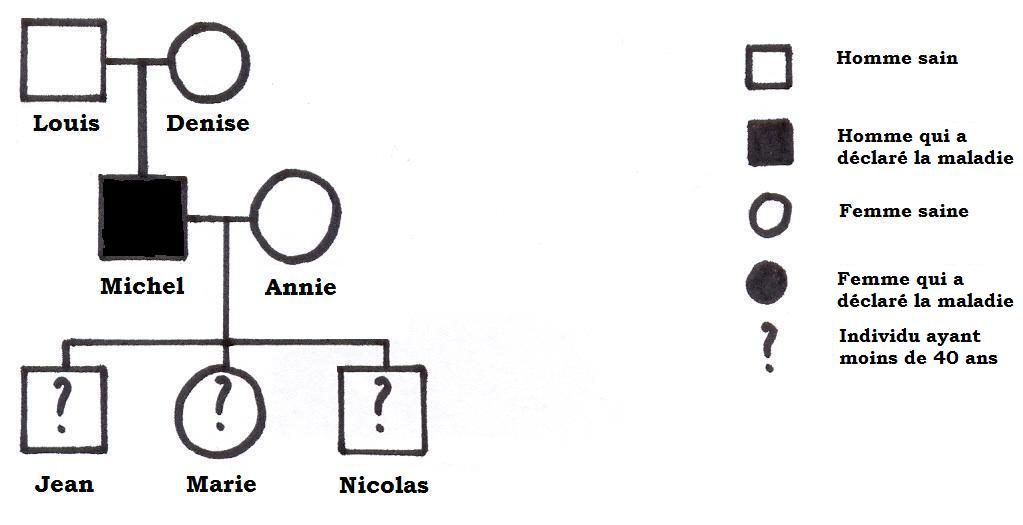 Louis
Denise
Michel
Annie
?
?
?
Jean
Marie
Nicolas
Homme sain
Homme qui a
déclaré la maladie
Femme saine
Femme qui a
déclaré la maladie
?
Individu ayant
moins de 40 ans